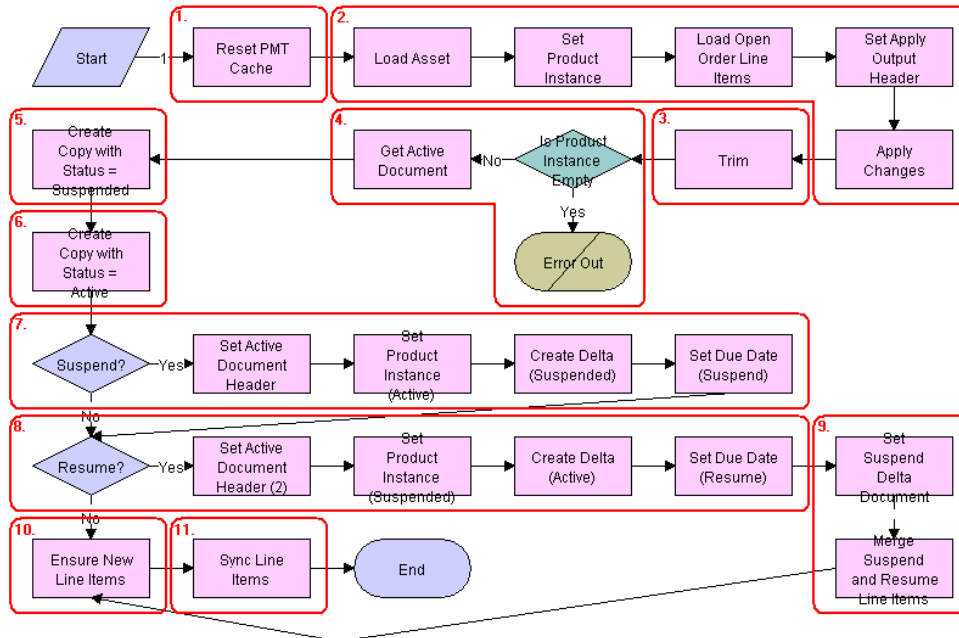 1.
2.
Start
1
Reset PMT
Cache
Load Asset
Set
Product
Instance
Load Open
Order Line
Items
Set Apply
Output
Header
5.
Create
Copy with
Status =
Suspended
4.
Get Active
Document
No
Is Product
Instance
Empty
Yes
Error Out
3.
Trim
Apply
Changes
6.
Create
Copy with
Status =
Active
7.
Suspend?
Yes
No
Set Active
Document
Header
Set
Product
Instance
(Active)
Create Delta
(Suspended)
Set Due Date
(Suspend)
8.
Resume?
Yes
No
Set Active
Document
Header (2)
Set
Product
Instance
(Suspended)
Create Delta
(Active)
Set Due Date
(Resume)
9.
Set
Suspend
Delta
Document
Merge
Suspend
and Resume
Line Items
10.
Ensure New
Line Items
11.
Sync Line
Items
End